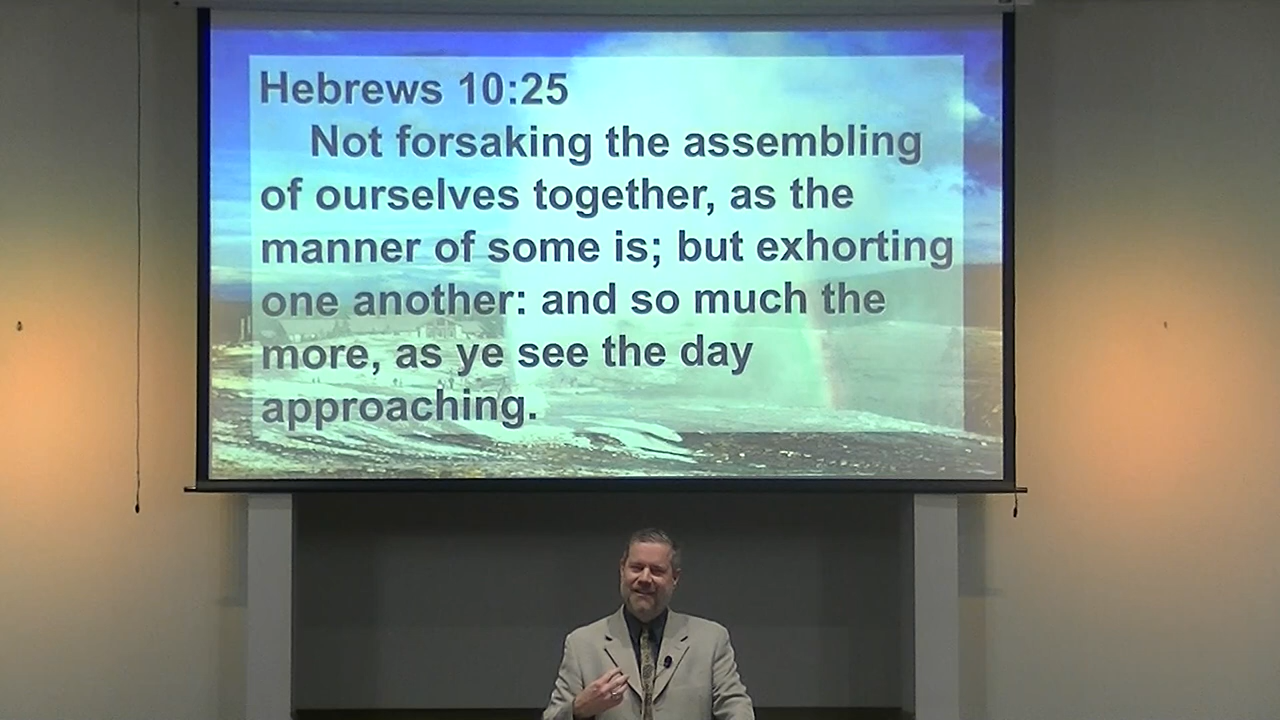 Hebrews 10:25
Not forsaking the assembling
of ourselves together, as the
manner of some is; but exhorting
one another: and so much the
more, as ye see the day
approaching.